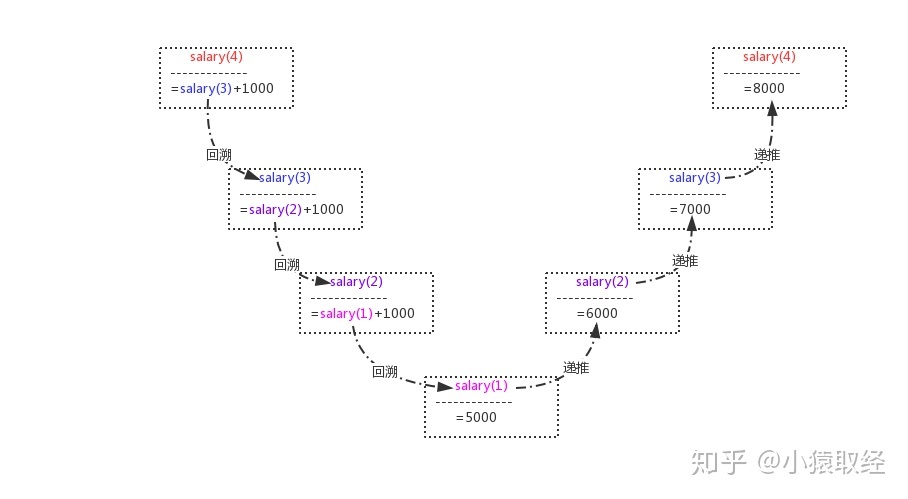 salary(4)
salary(4)
=salary(3)+1000
=8000
回溯
递推
salary(3)
salary(3)
=salary(2)+1000
=7000
回溯
递推
salary(2)
salary(2)
=salary(1)+1000
=6000
回溯
递推
salary(1)
=5000
知乎 @小猿取经